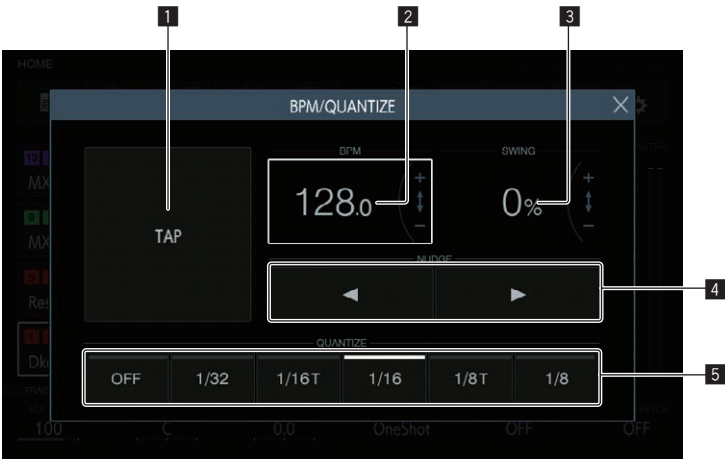 1 2 3
HOME
BPM/QUANTIZE
BPM SWING
128.0 0%
TAP
NUDGE
4
QUANTIZE
OFF 1/32 1/16T 1/16 1/8T 1/8
5
100 C 0.0 OneShot OFF OFF